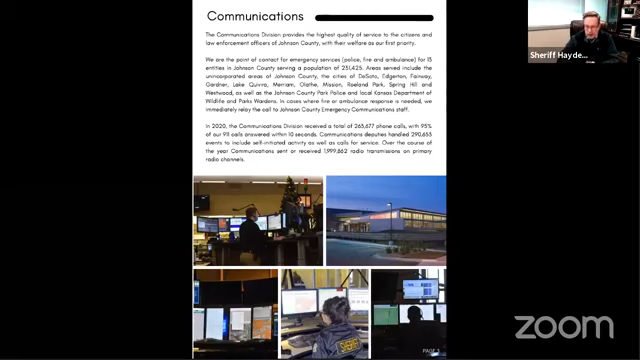 Communications
The Communications Division provides the highest quality of service to the citizens and
law enforcement officers of Johnson County, with their welfare as our first priority.
We are the point of contact for emergency services (police, fire and ambulance) for 13
entities in Johnson County serving a population of 251,425. Areas served include the
unincorporated areas of Johnson County, the cities of DeSoto, Edgerton, Fairway,
Gardner, Lake Quivira, Merriam, Olathe, Mission, Roeland Park, Spring Hill and
Westwood, as well as the Johnson County Park Police and local Kansas Department of
Wildlife and Parks Wardens. In cases where fire or ambulance response is needed, we
immediately relay the call to Johnson County Emergency Communications staff.
In 2020, the Communications Division received a total of 263,677 phone calls, with 95%
of our 911 calls answered within 10 seconds. Communications deputies handled 290,653
events to include self-initiated activity as well as calls for service. Over the course of
the year Communications sent or received 1,999,862 radio transmissions on primary
radio channels.
SHERIFF
PAGE 3
Sheriff Hayde...
zoom